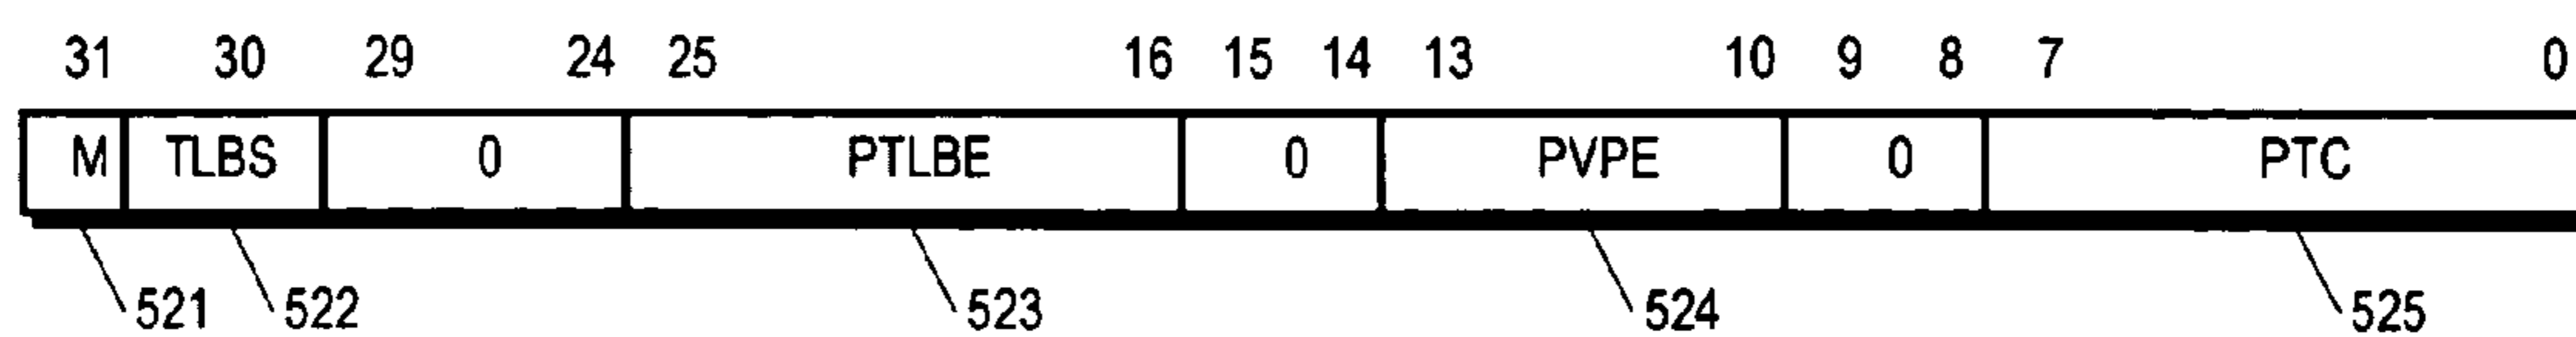 31 30 29 24 25 16 15 14 13 10 9 8 7 0
M TLBS 0 PTLBE 0 PVPE 0 PTC
521 522 523 524 525